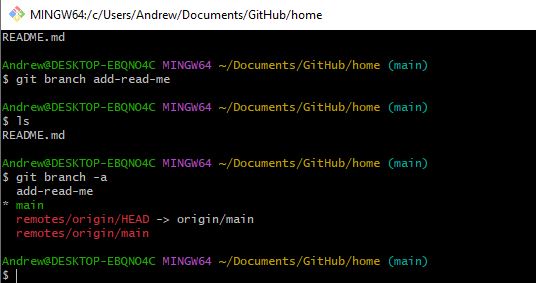 MINGW64:/c/Users/Andrew/Documents/GitHub/home
README.md
Andrew@DESKTOP-EBQNO4C MINGW64 ~/Documents/GitHub/home (main)
$ git branch add-read-me
Andrew@DESKTOP-EBQNO4C MINGW64 ~/Documents/GitHub/home (main)
$ ls
README.md
Andrew@DESKTOP-EBQNO4C MINGW64 ~/Documents/GitHub/home (main)
$ git branch -a
  add-read-me
* main
  remotes/origin/HEAD -> origin/main
  remotes/origin/main
Andrew@DESKTOP-EBQNO4C MINGW64 ~/Documents/GitHub/home (main)
$